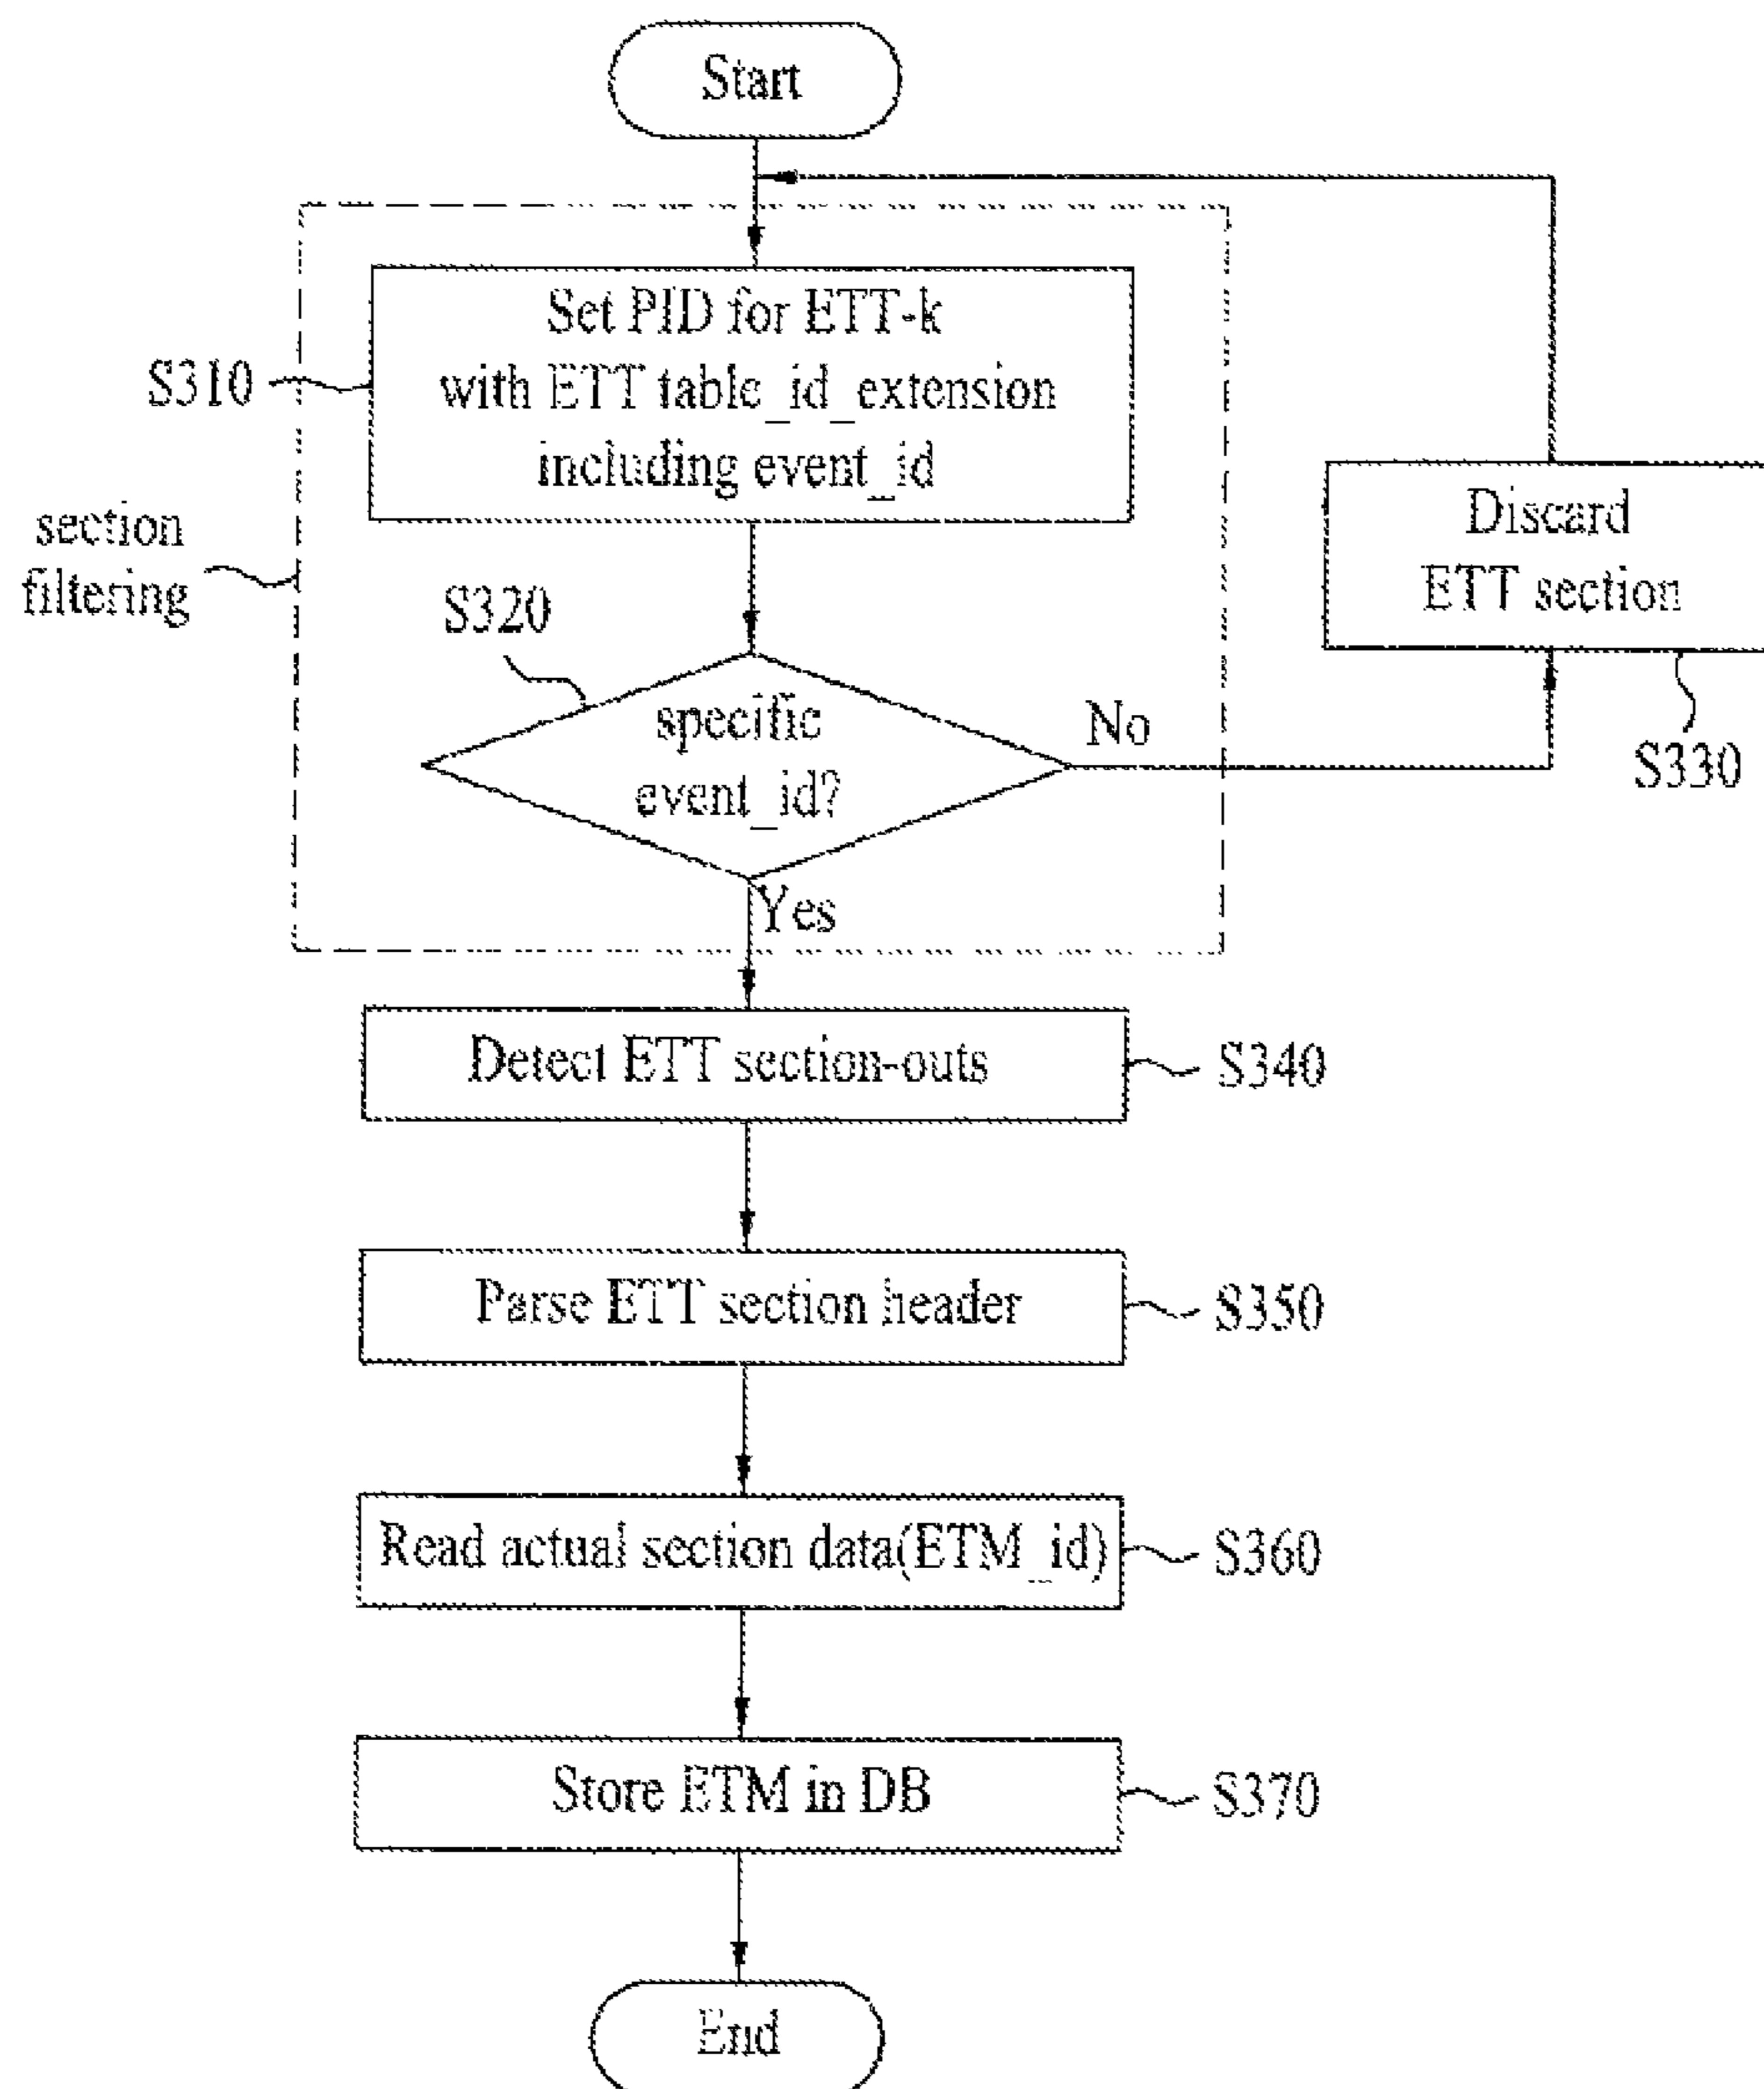 Start
Set PID for ETT-k
with ETT table_id_extension
including event_id
S310
section
filtering
Discard
ETT section
S330
S320
specific
event_id?
No
Yes
Detect ETT section-outs
S340
Parse ETT section header
S350
Read actual section data(ETM_id)
S360
Store ETM in DB
S370
End